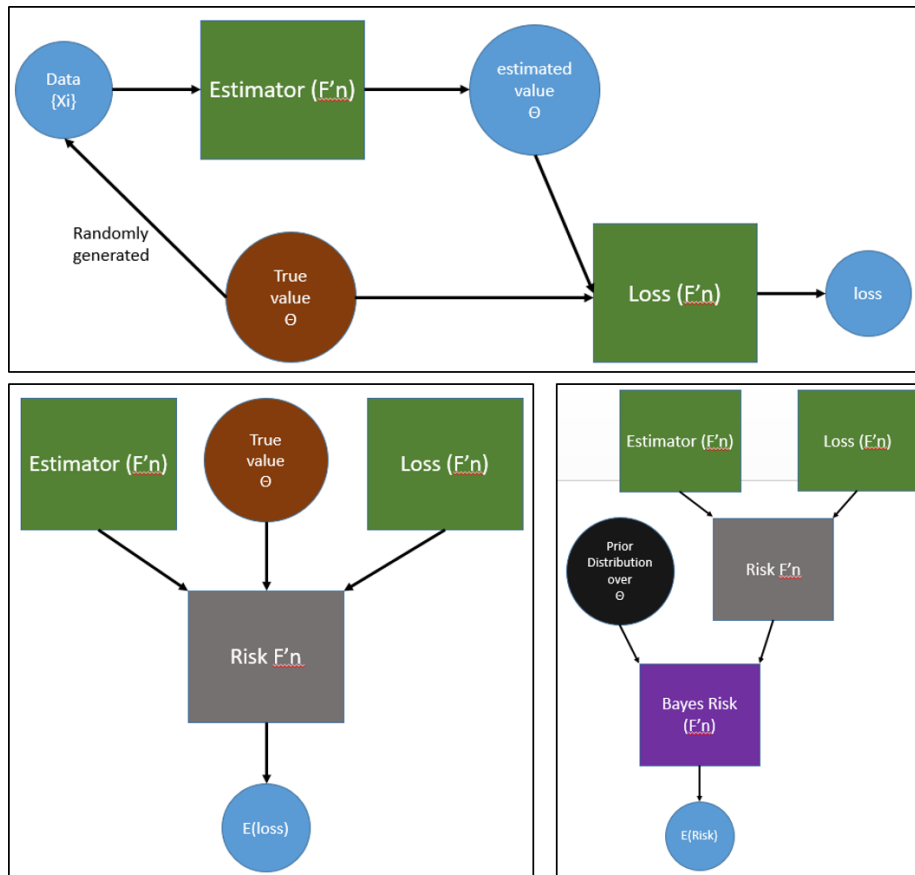 Data
{Xi}
Estimator (F'n)
estimated
value
Θ
Randomly
generated
True
value
Θ
Loss (F'n)
loss
Estimator (F'n)
True
value
Θ
Loss (F'n)
Risk F'n
E(loss)
Estimator (F'n)
Loss (F'n)
Prior
Distribution
over
Θ
Risk F'n
Bayes Risk
(F'n)
E(Risk)